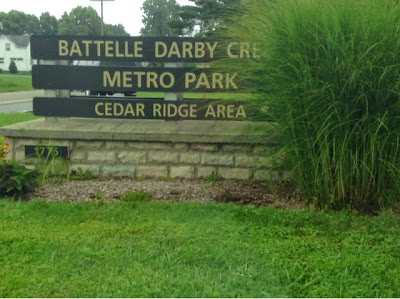 BATTELLE DARBY CRE
METRO PARK
CEDAR RIDGE AREA